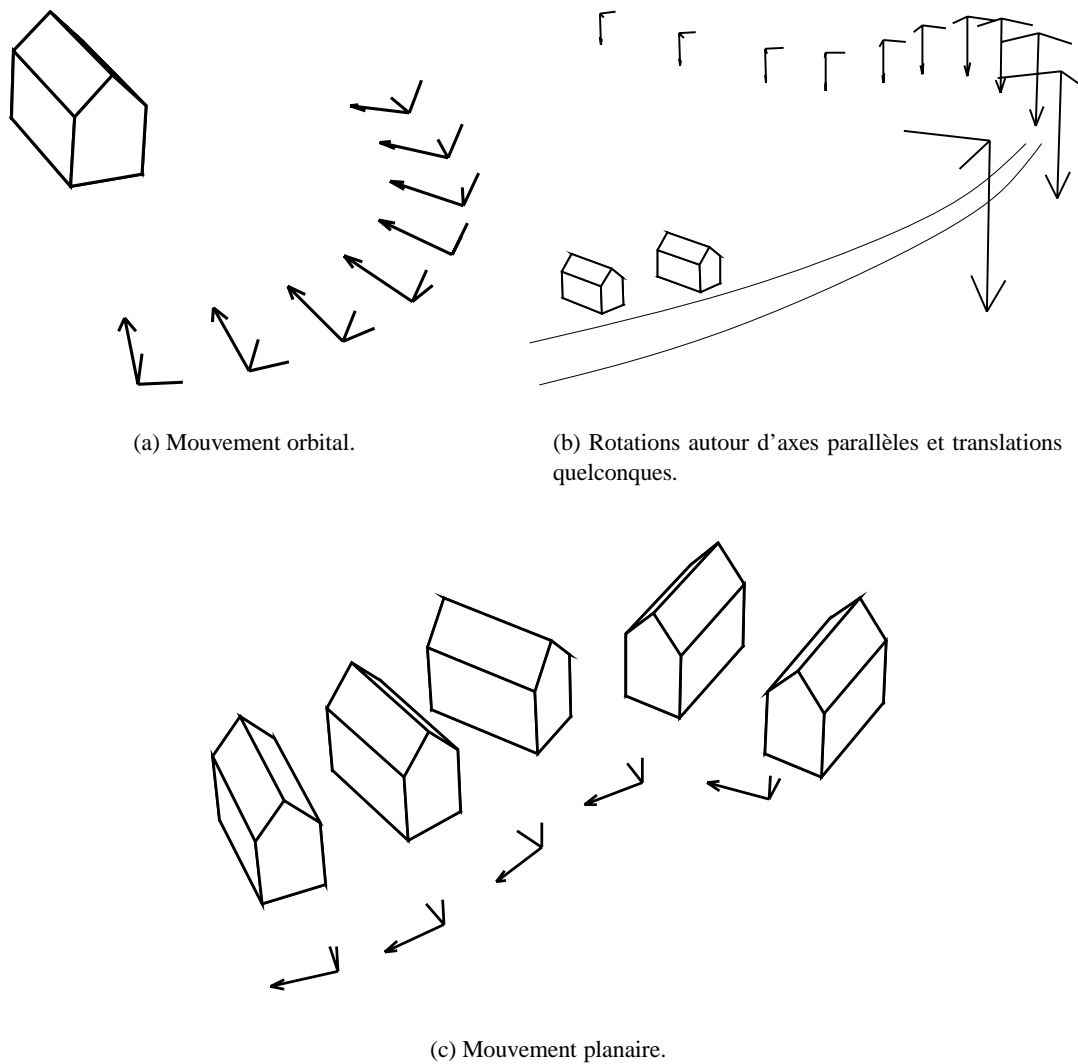 (a) Mouvement orbital.
(b) Rotations autour d'axes parallèles et translations
quelconques.
(c) Mouvement planaire.